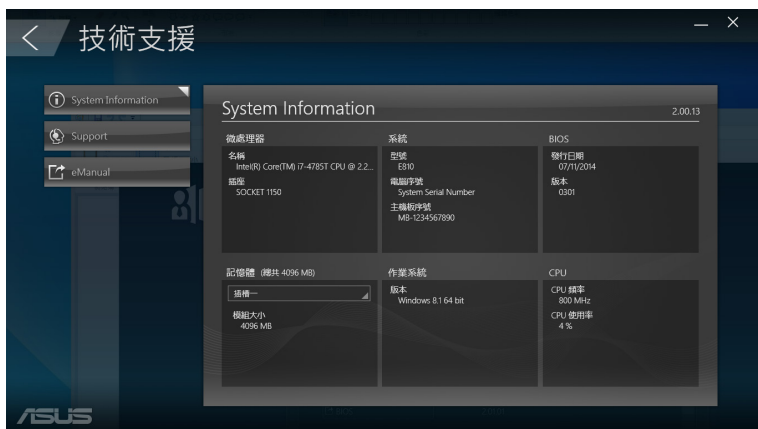 技術支援
System Information
Support
eManual
System Information
2.00.13
微處理器
名稱
Intel(R) Core(TM) i7-4785T CPU @ 2.2...
插座
SOCKET 1150
系統
型號
E810
電腦序號
System Serial Number
主機板序號
MB-1234567890
BIOS
發行日期
07/11/2014
版本
0301
記憶體 (總共 4096 MB)
插槽一
模組大小
4096 MB
作業系統
版本
Windows 8.1 64 bit
CPU
CPU 頻率
800 MHz
CPU 使用率
4 %
ASUS